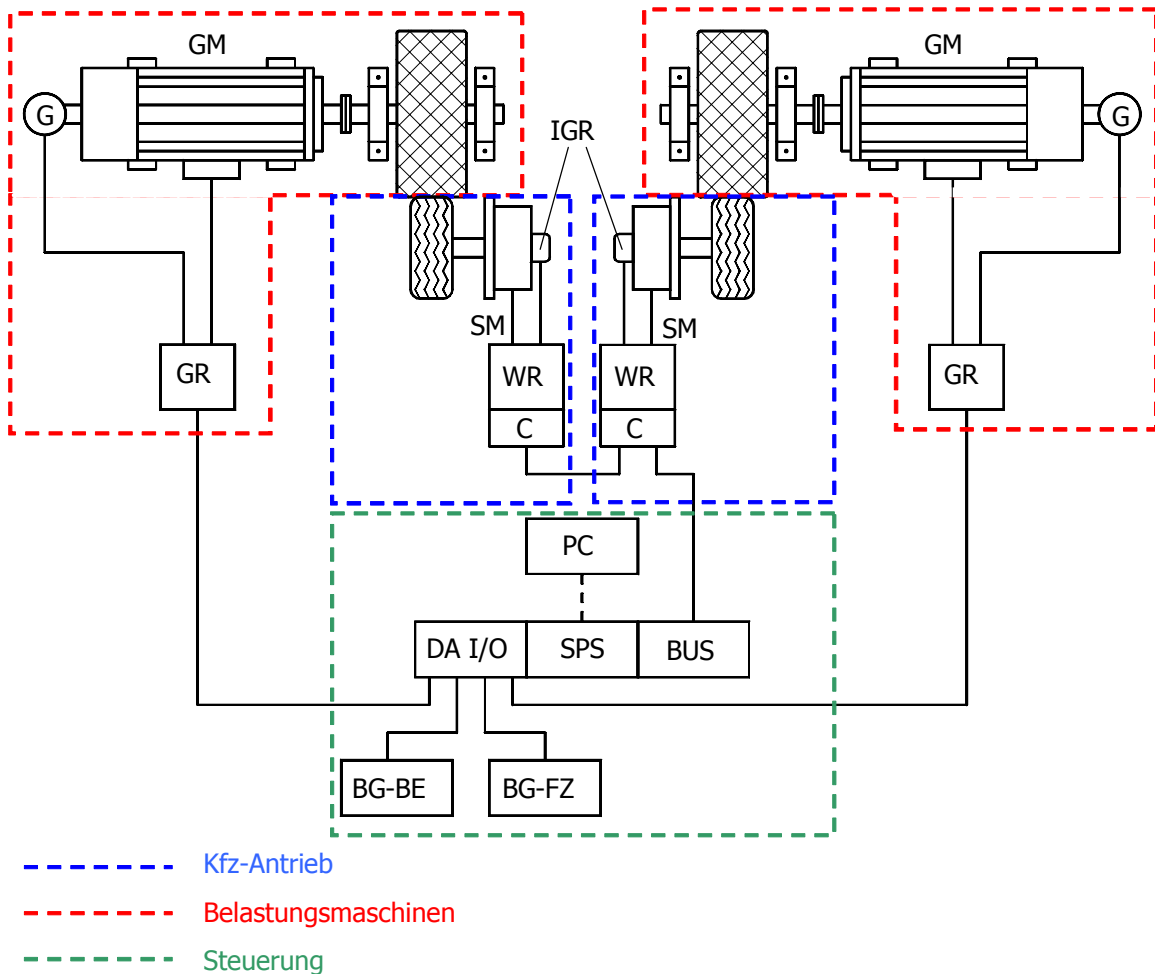 GM
GM
G
G
IGR
SM
SM
GR
WR
WR
GR
C
C
PC
DA I/O
SPS
BUS
BG-BE
BG-FZ
Kfz-Antrieb
Belastungsmaschinen
Steuerung